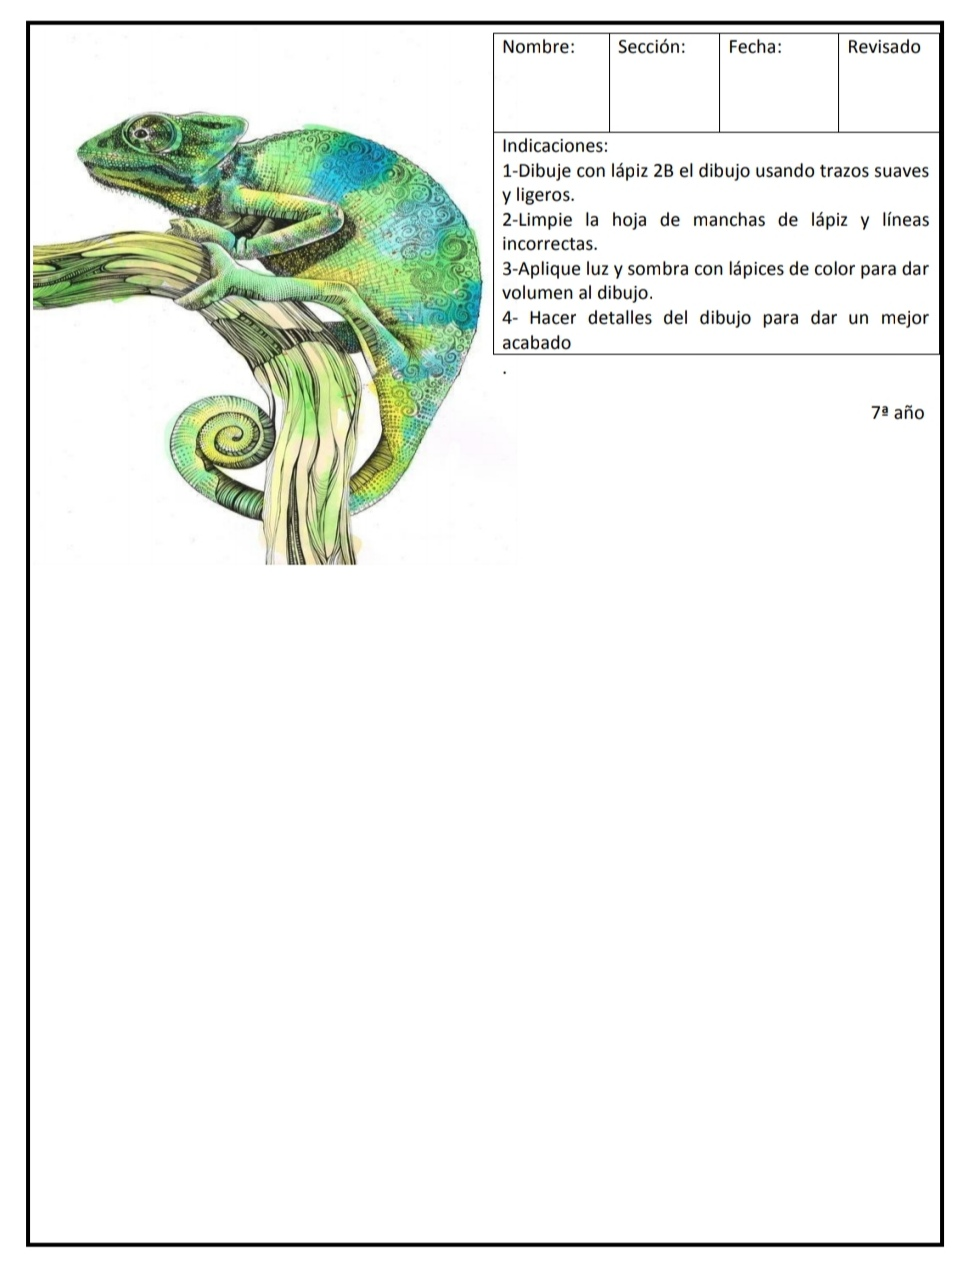 Nombre: Sección: Fecha: Revisado
Indicaciones:
1-Dibuje con lápiz 2B el dibujo usando trazos suaves
y ligeros.
2-Limpie la hoja de manchas de lápiz y líneas
incorrectas.
3-Aplique luz y sombra con lápices de color para dar
volumen al dibujo.
4- Hacer detalles del dibujo para dar un mejor
acabado
.
7ª año